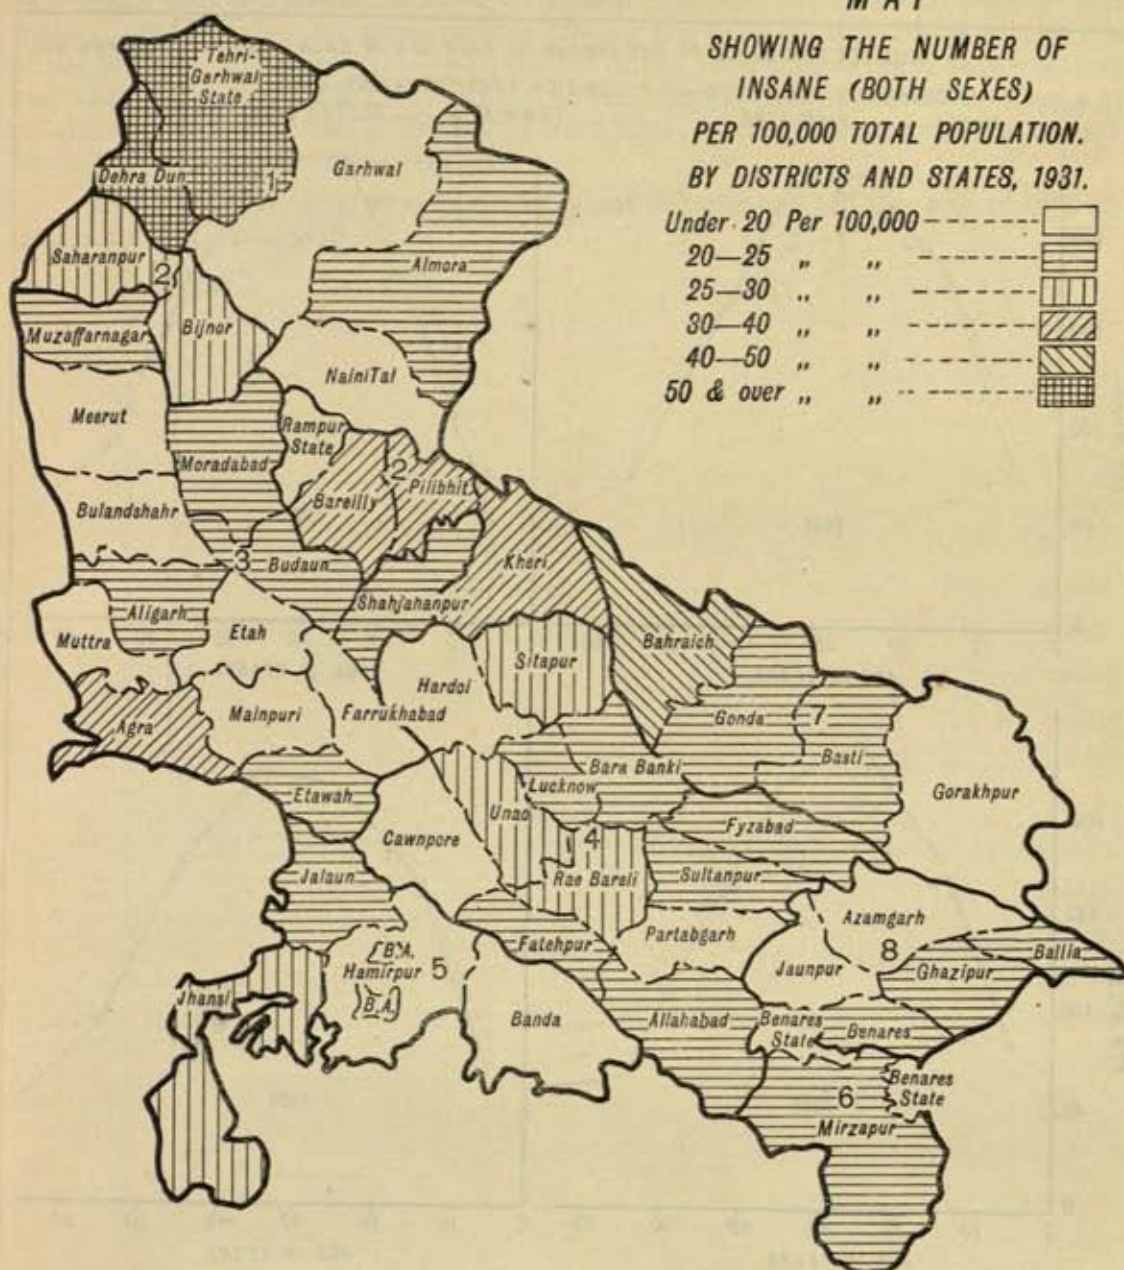 MAP
SHOWING THE NUMBER OF
INSANE (BOTH SEXES)
PER 100,000 TOTAL POPULATION.
BY DISTRICTS AND STATES, 1931.
Under 20 Per 100,000
20—25 „ „
25—30 „ „
30—40 „ „
40—50 „ „
50 & over „ „
Tehri-
Garhwal
State
Dehra Dun
1
Garhwal
Saharanpur
2
Almora
Muzaffarnagar
Bijnor
Naini Tal
Meerut
Rampur
State
Moradabad
2
Bareilly
Pilibhit
Bulandshahr
3
Budaun
Kheri
Aligarh
Shahjahanpur
Muttra
Etah
Bahraich
Sitapur
Hardoi
Agra
Mainpuri
Farrukhabad
Gonda
7
Basti
Bara Banki
Lucknow
Etawah
Gorakhpur
Unao
Cawnpore
4
Fyzabad
Rae Bareli
Jalaun
Sultanpur
Azamgarh
Partabgarh
Fatehpur
B.A.
Hamirpur
5
B.A.
8
Ballia
Jaunpur
Ghazipur
Jhansi
Banda
Allahabad
Benares
State
Benares
Benares
State
6
Mirzapur